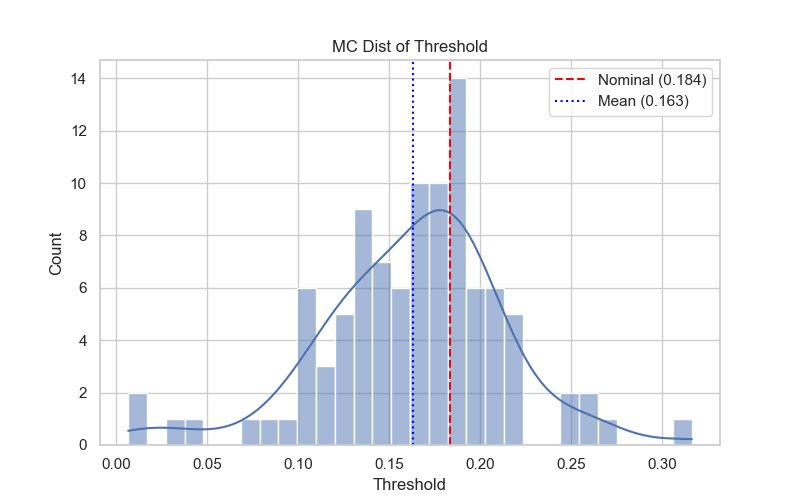 MC Dist of Threshold
Nominal (0.184)
Mean (0.163)
Count
14
12
10
8
6
4
2
0
0.00 0.05 0.10 0.15 0.20 0.25 0.30
Threshold